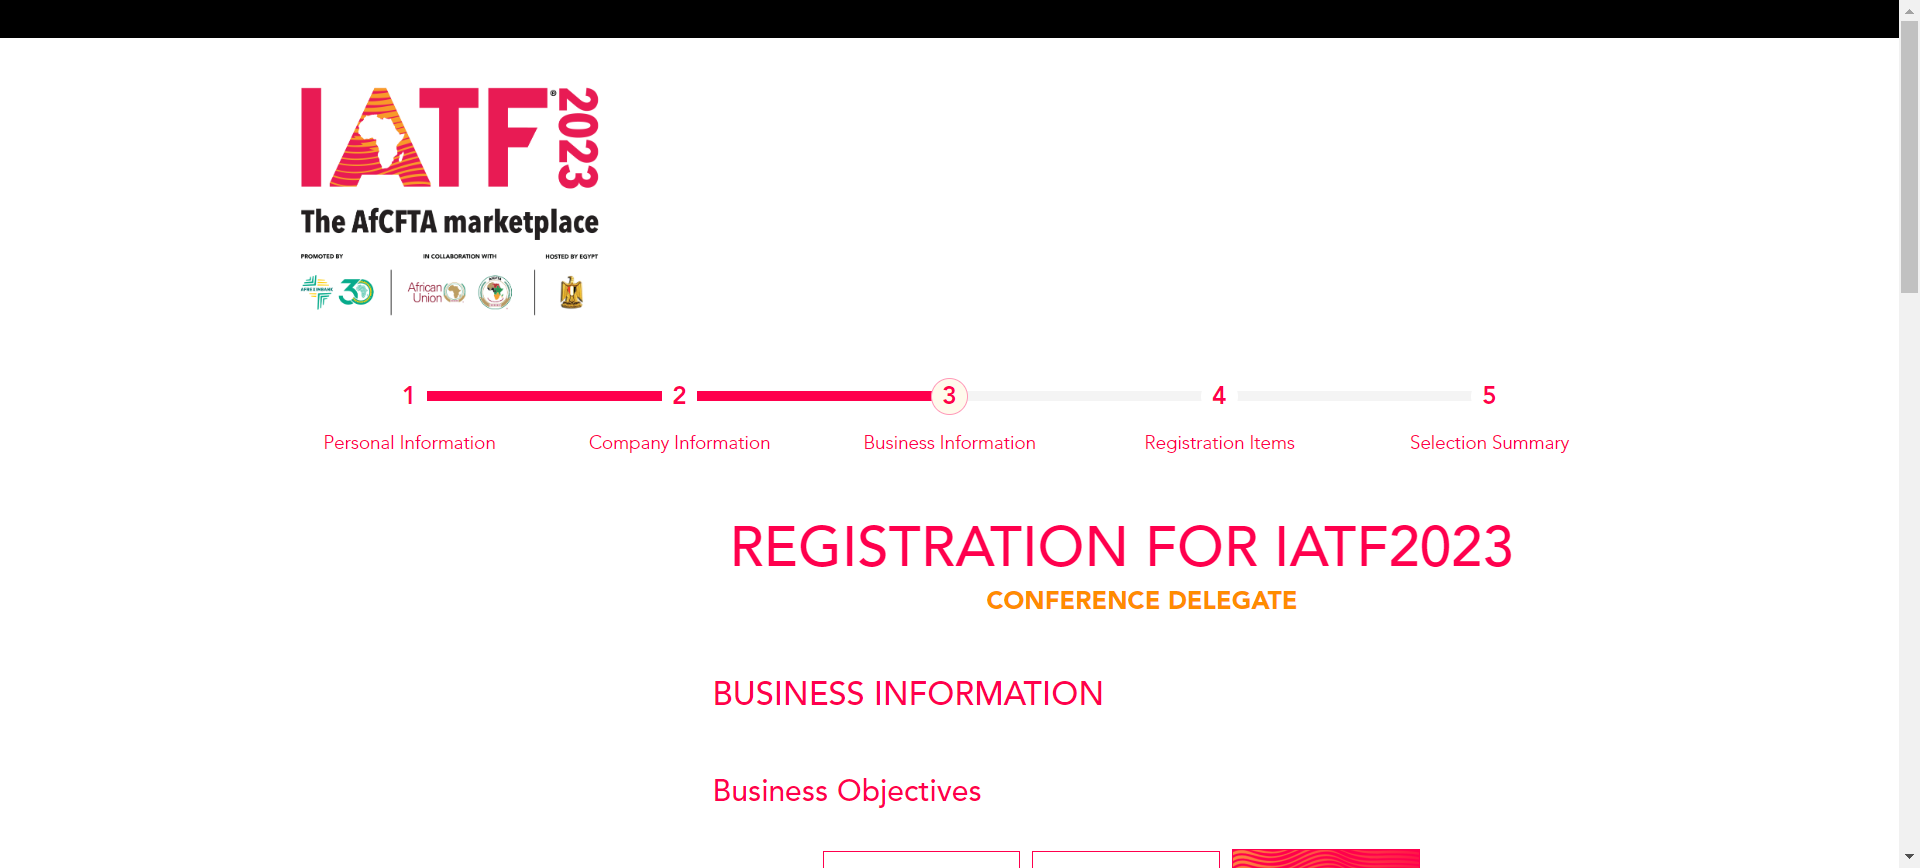 IATF® 2023
The AfCFTA marketplace
PROMOTED BY
IN COLLABORATION WITH
HOSTED BY EGYPT
AFREXIMBANK 30
African Union
1
2
3
4
5
Personal Information
Company Information
Business Information
Registration Items
Selection Summary
REGISTRATION FOR IATF2023
CONFERENCE DELEGATE
BUSINESS INFORMATION
Business Objectives